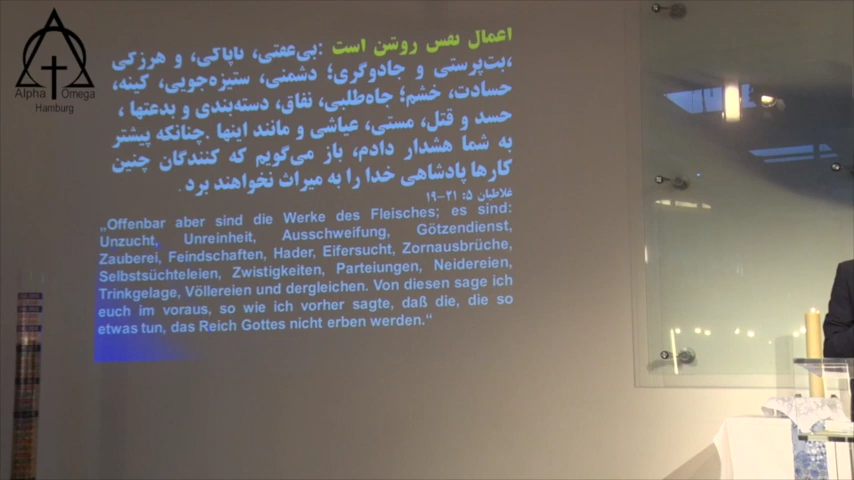 Alpha Omega
Hamburg
اعمال نفس روشن است :بی‌عفتی، ناپاکی، و هرزگی
،بت‌پرستی و جادوگری؛ دشمنی، ستیزه‌جویی، کینه،
حسادت، خشم؛ جاه‌طلبی، نفاق، دسته‌بندی و بدعتها ،
حسد و قتل، مستی، عیاشی و مانند اینها .چنانکه پیشتر
به شما هشدار دادم، باز می‌گویم که کنندگان چنین
کارها پادشاهی خدا را به میراث نخواهند برد .
غلاطیان ۵: ۲۱-۱۹
„Offenbar aber sind die Werke des Fleisches; es sind:
Unzucht, Unreinheit, Ausschweifung, Götzendienst,
Zauberei, Feindschaften, Hader, Eifersucht, Zornausbrüche,
Selbstsüchteleien, Zwistigkeiten, Parteiungen, Neidereien,
Trinkgelage, Völlereien und dergleichen. Von diesen sage ich
euch im voraus, so wie ich vorher sagte, daß die, die so
etwas tun, das Reich Gottes nicht erben werden.“